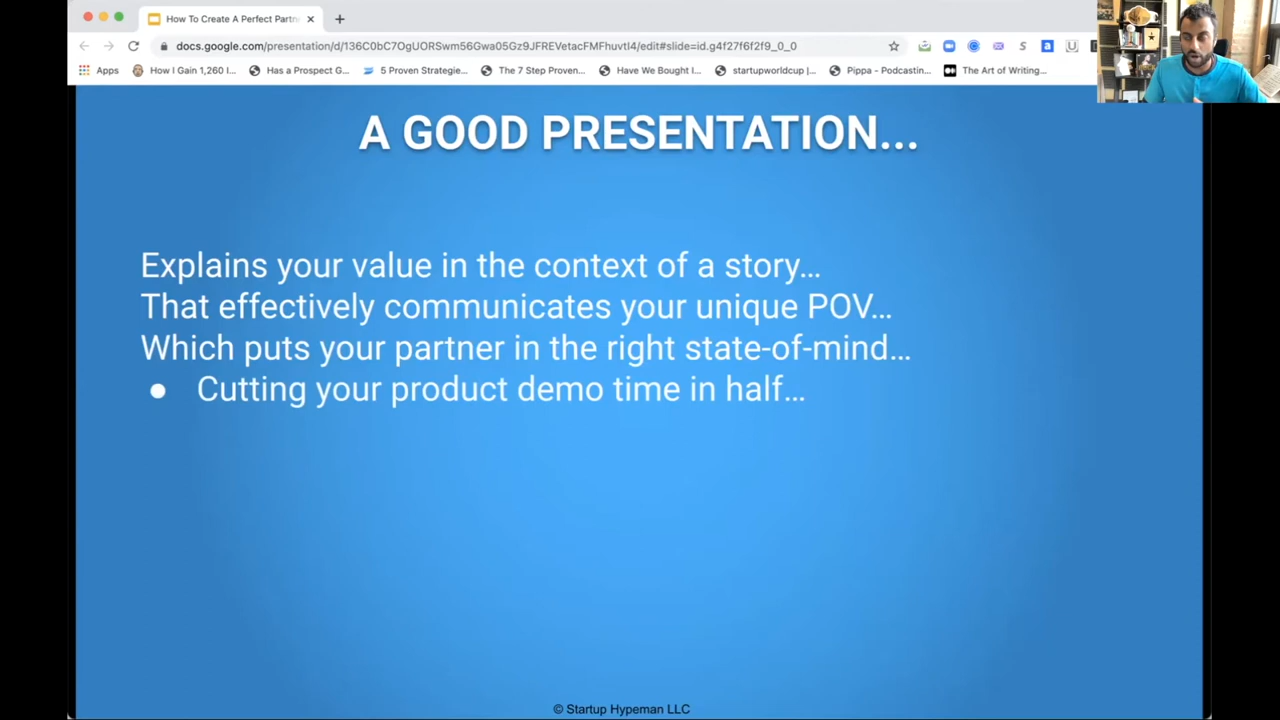 How To Create A Perfect Partn
docs.google.com/presentation/d/136C0bC7OgUORSwm56Gwa05Gz9JFREVetacFMFhuvtI4/edit#slide=id.g4f27f6f2f9_0_0
Apps How I Gain 1,260 I... Has a Prospect G... 5 Proven Strategie... The 7 Step Proven... Have We Bought I... startupworldcup |... Pippa - Podcastin... The Art of Writing...
A GOOD PRESENTATION...
Explains your value in the context of a story…
That effectively communicates your unique POV…
Which puts your partner in the right state-of-mind…
● Cutting your product demo time in half…
© Startup Hypeman LLC